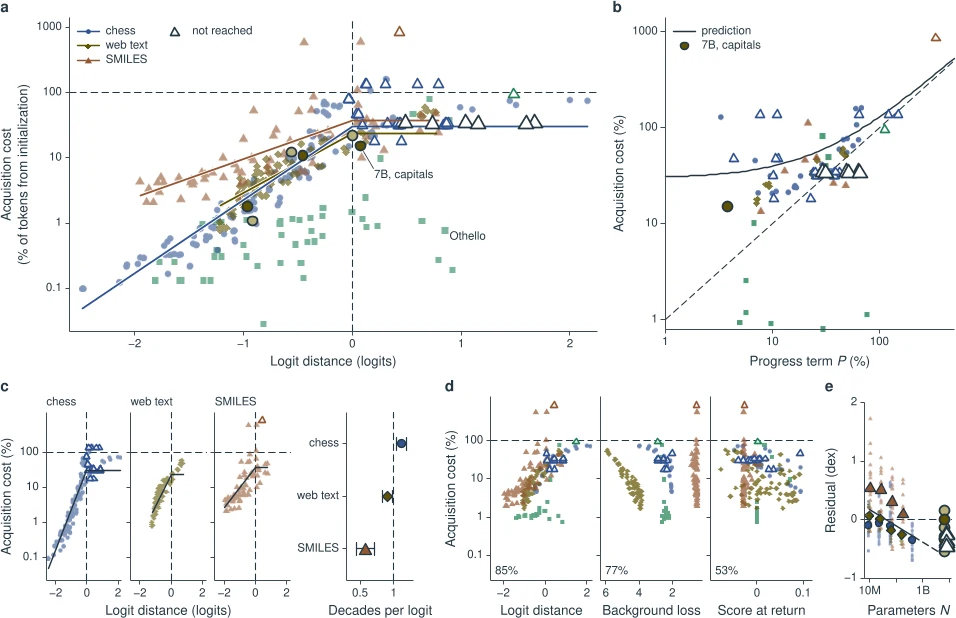 a
1000
100
10
1
0.1
Acquisition cost
(% of tokens from initialization)
chess
web text
SMILES
not reached
7B, capitals
Othello
−2
−1
0
1
2
Logit distance (logits)
b
1000
100
10
1
Acquisition cost (%)
prediction
7B, capitals
1
10
100
Progress term P (%)
c
chess
web text
SMILES
100
10
1
0.1
Acquisition cost (%)
−2
0
2
−2
0
2
−2
0
2
Logit distance (logits)
chess
web text
SMILES
0.5
1
Decades per logit
d
100
10
1
0.1
Acquisition cost (%)
85%
77%
53%
−2
0
2
Logit distance
6
4
2
Background loss
0
0.1
Score at return
e
2
1
0
−1
Residual (dex)
10M
1B
Parameters N